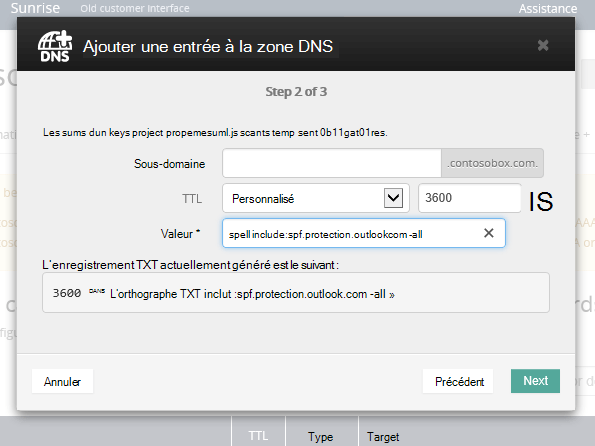 Sunrise Old customer interface Assistance
DNS Ajouter une entrée à la zone DNS
Step 2 of 3
Les sums dun keys project propemesuml.js scants temp sent 0b11gat01res.
Sous-domaine .contosobox.com.
TTL Personnalisé 3600 IS
Valeur * spell include:spf.protection.outlookcom -all
L'enregistrement TXT actuellement généré est le suivant :
3600 DANS L'orthographe TXT inclut :spf.protection.outlook.com -all »
Annuler Précédent Next
TTL Type Target